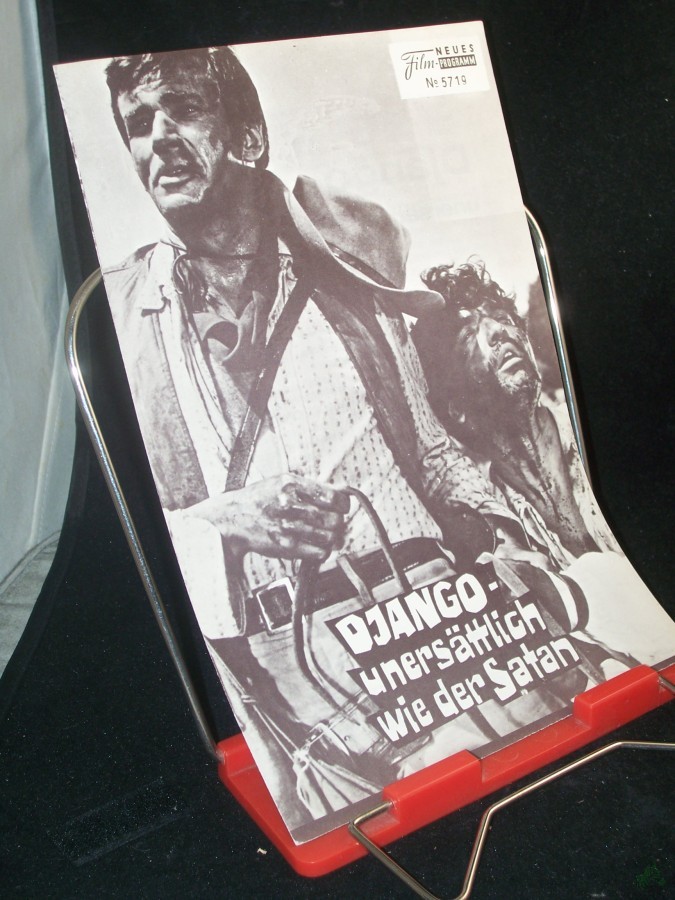 NEUES
Film-PROGRAMM
Nº 5719
DJANGO-
unersättlich
wie der Satan